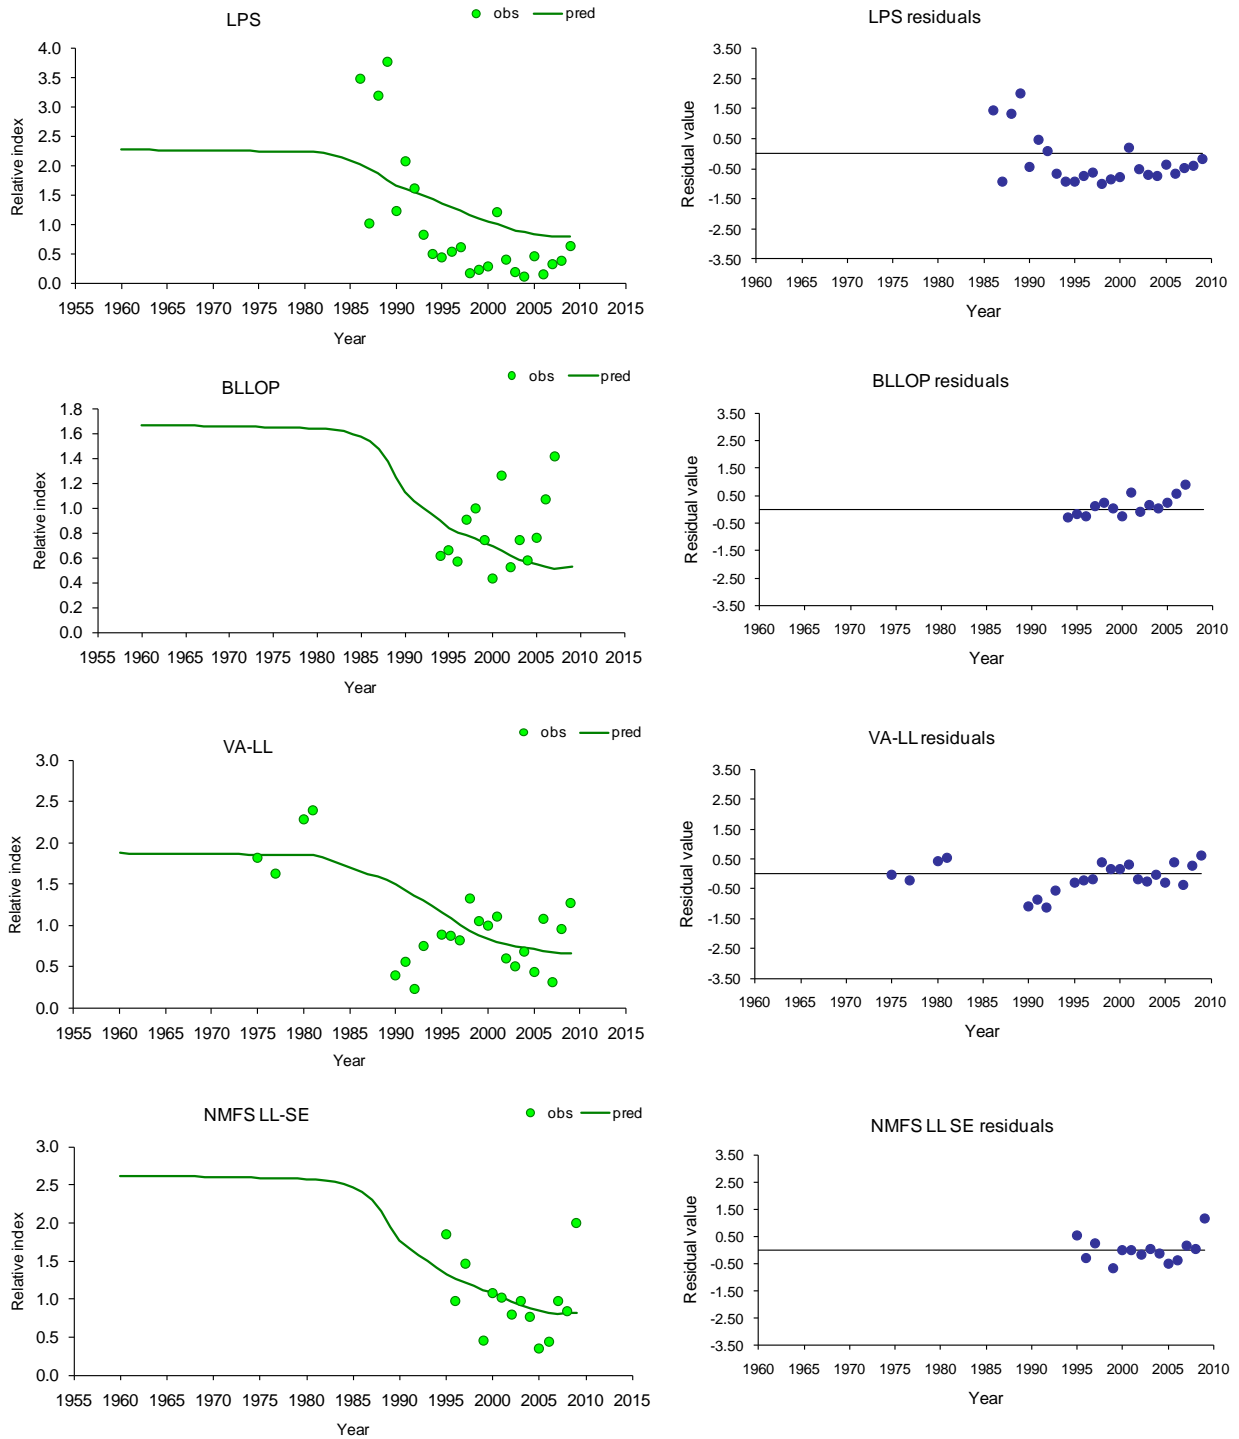 LPS
obs pred
4.0
3.5
3.0
2.5
2.0
1.5
1.0
0.5
0.0
Relative index
1955 1960 1965 1970 1975 1980 1985 1990 1995 2000 2005 2010 2015
Year
LPS residuals
3.50
2.50
1.50
0.50
-0.50
-1.50
-2.50
-3.50
Residual value
1960 1965 1970 1975 1980 1985 1990 1995 2000 2005 2010
Year
BLLOP
obs pred
1.8
1.6
1.4
1.2
1.0
0.8
0.6
0.4
0.2
0.0
Relative index
1955 1960 1965 1970 1975 1980 1985 1990 1995 2000 2005 2010 2015
Year
BLLOP residuals
3.50
2.50
1.50
0.50
-0.50
-1.50
-2.50
-3.50
Residual value
1960 1965 1970 1975 1980 1985 1990 1995 2000 2005 2010
Year
VA-LL
obs pred
3.0
2.5
2.0
1.5
1.0
0.5
0.0
Relative index
1955 1960 1965 1970 1975 1980 1985 1990 1995 2000 2005 2010 2015
Year
VA-LL residuals
3.50
2.50
1.50
0.50
-0.50
-1.50
-2.50
-3.50
Residual value
1960 1965 1970 1975 1980 1985 1990 1995 2000 2005 2010
Year
NMFS LL-SE
obs pred
3.0
2.5
2.0
1.5
1.0
0.5
0.0
Relative index
1955 1960 1965 1970 1975 1980 1985 1990 1995 2000 2005 2010 2015
Year
NMFS LL SE residuals
3.50
2.50
1.50
0.50
-0.50
-1.50
-2.50
-3.50
Residual value
1960 1965 1970 1975 1980 1985 1990 1995 2000 2005 2010
Year